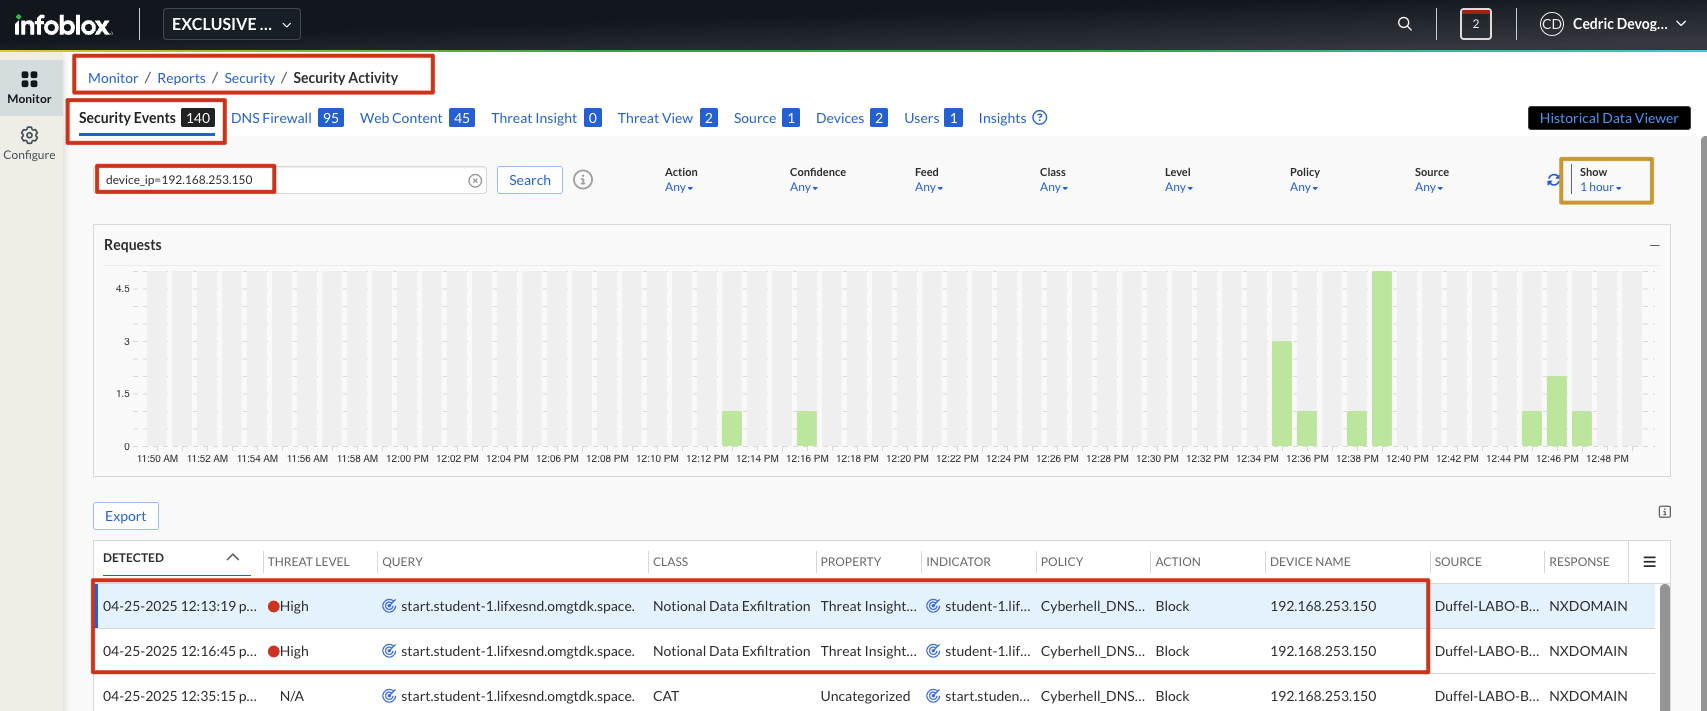 infoblox.
EXCLUSIVE ...
2
CD
Cedric Devog...
Monitor
Configure
Monitor / Reports / Security / Security Activity
Security Events 140
DNS Firewall 95
Web Content 45
Threat Insight 0
Threat View 2
Source 1
Devices 2
Users 1
Insights ?
Historical Data Viewer
device_ip=192.168.253.150
Search
Action
Any
Confidence
Any
Feed
Any
Class
Any
Level
Any
Policy
Any
Source
Any
Show
1 hour
Requests
4.5
3
1.5
0
11:50 AM 11:52 AM 11:54 AM 11:56 AM 11:58 AM 12:00 PM 12:02 PM 12:04 PM 12:06 PM 12:08 PM 12:10 PM 12:12 PM 12:14 PM 12:16 PM 12:18 PM 12:20 PM 12:22 PM 12:24 PM 12:26 PM 12:28 PM 12:30 PM 12:32 PM 12:34 PM 12:36 PM 12:38 PM 12:40 PM 12:42 PM 12:44 PM 12:46 PM 12:48 PM
Export
DETECTED THREAT LEVEL QUERY CLASS PROPERTY INDICATOR POLICY ACTION DEVICE NAME SOURCE RESPONSE
04-25-2025 12:13:19 p... High start.student-1.lifxesnd.omgtdk.space. Notional Data Exfiltration Threat Insight... student-1.lif... Cyberhell_DNS... Block 192.168.253.150 Duffel-LABO-B... NXDOMAIN
04-25-2025 12:16:45 p... High start.student-1.lifxesnd.omgtdk.space. Notional Data Exfiltration Threat Insight... student-1.lif... Cyberhell_DNS... Block 192.168.253.150 Duffel-LABO-B... NXDOMAIN
04-25-2025 12:35:15 p... N/A start.student-1.lifxesnd.omgtdk.space. CAT Uncategorized start.studen... Cyberhell_DNS... Block 192.168.253.150 Duffel-LABO-B... NXDOMAIN